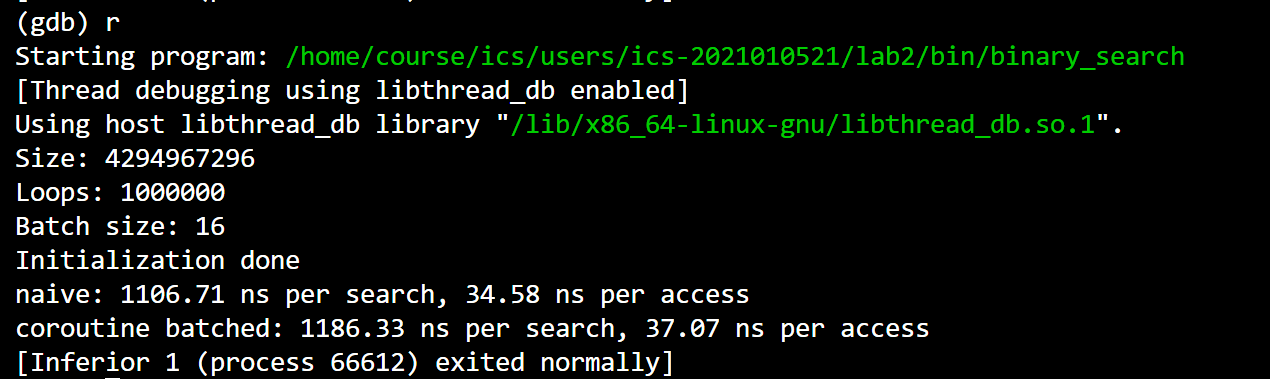 (gdb) r
Starting program: /home/course/ics/users/ics-2021010521/lab2/bin/binary_search
[Thread debugging using libthread_db enabled]
Using host libthread_db library "/lib/x86_64-linux-gnu/libthread_db.so.1".
Size: 4294967296
Loops: 1000000
Batch size: 16
Initialization done
naive: 1106.71 ns per search, 34.58 ns per access
coroutine batched: 1186.33 ns per search, 37.07 ns per access
[Inferior 1 (process 66612) exited normally]